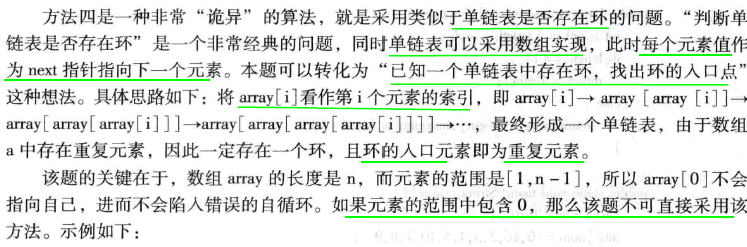 方法四是一种非常“诡异”的算法，就是采用类似于单链表是否存在环的问题。“判断单
链表是否存在环”是一个非常经典的问题，同时单链表可以采用数组实现，此时每个元素值作
为 next 指针指向下一个元素。本题可以转化为“已知一个单链表中存在环，找出环的入口点”
这种想法。具体思路如下：将 array[i]看作第 i 个元素的索引，即 array[i]→ array [array [i]]→
array[array[array[i]]]→array[array[array[array[i]]]]→…，最终形成一个单链表，由于数组
a 中存在重复元素，因此一定存在一个环，且环的入口元素即为重复元素。
该题的关键在于，数组 array 的长度是 n，而元素的范围是[1,n-1]，所以 array[0]不会
指向自己，进而不会陷入错误的自循环。如果元素的范围中包含 0，那么该题不可直接采用该
方法。示例如下：